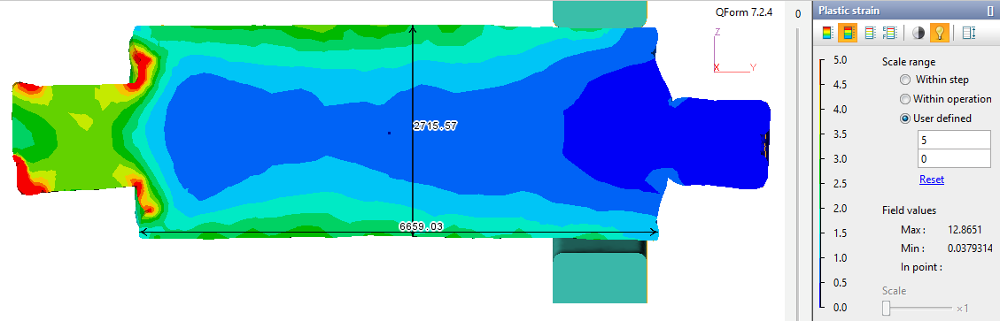 QForm 7.2.4
0
Z
X
Y
2715.57
6659.03
Plastic strain
[]
5.0
4.5
4.0
3.5
3.0
2.5
2.0
1.5
1.0
0.5
0.0
Scale range
Within step
Within operation
User defined
5
0
Reset
Field values
Max : 12.8651
Min : 0.0379314
In point :
Scale
×1